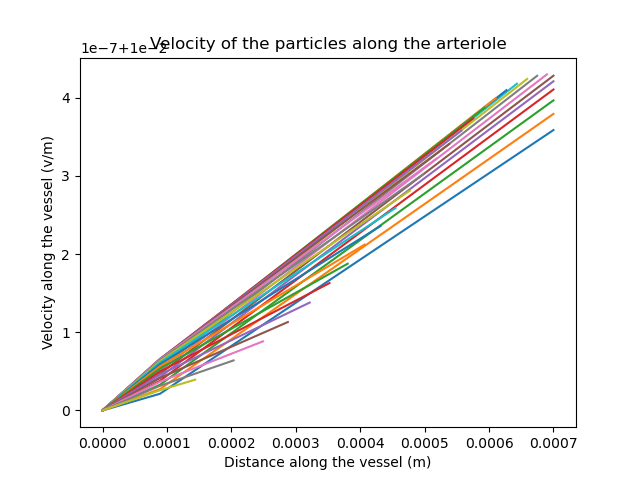 Velocity of the particles along the arteriole
1e−7+1e−2
4
3
2
1
0
Velocity along the vessel (v/m)
0.0000 0.0001 0.0002 0.0003 0.0004 0.0005 0.0006 0.0007
Distance along the vessel (m)